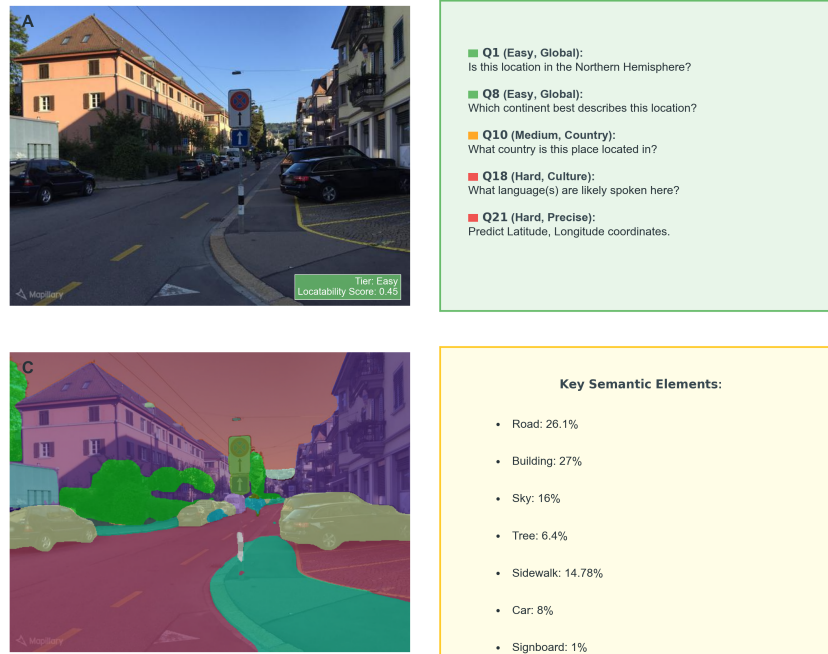 A
Tier: Easy
Locatability Score: 0.45
Mapillary
Q1 (Easy, Global):
Is this location in the Northern Hemisphere?
Q8 (Easy, Global):
Which continent best describes this location?
Q10 (Medium, Country):
What country is this place located in?
Q18 (Hard, Culture):
What language(s) are likely spoken here?
Q21 (Hard, Precise):
Predict Latitude, Longitude coordinates.
C
Mapillary
Key Semantic Elements:
• Road: 26.1%
• Building: 27%
• Sky: 16%
• Tree: 6.4%
• Sidewalk: 14.78%
• Car: 8%
• Signboard: 1%